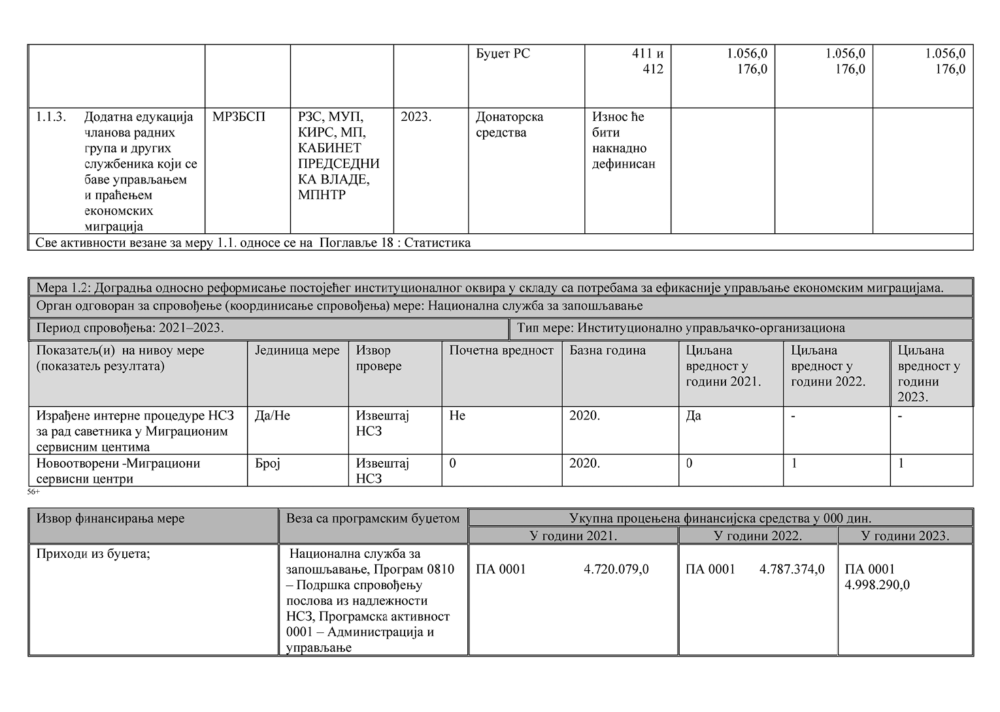 Буџет РС 411 и 1.056,0 1.056,0 1.056,0
412 176,0 176,0 176,0
1.1.3. Додатна едукација МРЗБСП РЗС, МУП, 2023. Донаторска Износ ће
чланова радних КИРС, МП, средства бити
група и других КАБИНЕТ накнадно
службеника који се ПРЕДСЕДНИ дефинисан
баве управљањем КА ВЛАДЕ,
и праћењем МПНТР
економских
миграција
Све активности везане за меру 1.1. односе се на Поглавље 18 : Статистика
Мера 1.2: Доградња односно реформисање постојећег институционалног оквира у складу са потребама за ефикасније управљање економским миграцијама.
Орган одговоран за спровођење (координисање спровођења) мере: Национална служба за запошљавање
Период спровођења: 2021–2023. Тип мере: Институционално управљачко-организациона
Показатељ(и) на нивоу мере Јединица мере Извор Почетна вредност Базна година Циљана Циљана Циљана
(показатељ резултата) провере вредност у вредност у вредност у
години 2021. години 2022. години
2023.
Израђене интерне процедуре НСЗ Да/Не Извештај Не 2020. Да - -
за рад саветника у Миграционим НСЗ
сервисним центима
Новоотворени -Миграциони Број Извештај 0 2020. 0 1 1
сервисни центри НСЗ
56+
Извор финансирања мере Веза са програмским буџетом Укупна процењена финансијска средства у 000 дин.
У години 2021. У години 2022. У години 2023.
Приходи из буџета; Национална служба за
запошљавање, Програм 0810 ПА 0001 4.720.079,0 ПА 0001 4.787.374,0 ПА 0001
– Подршка спровођењу 4.998.290,0
послова из надлежности
НСЗ, Програмска активност
0001 – Администрација и
управљање